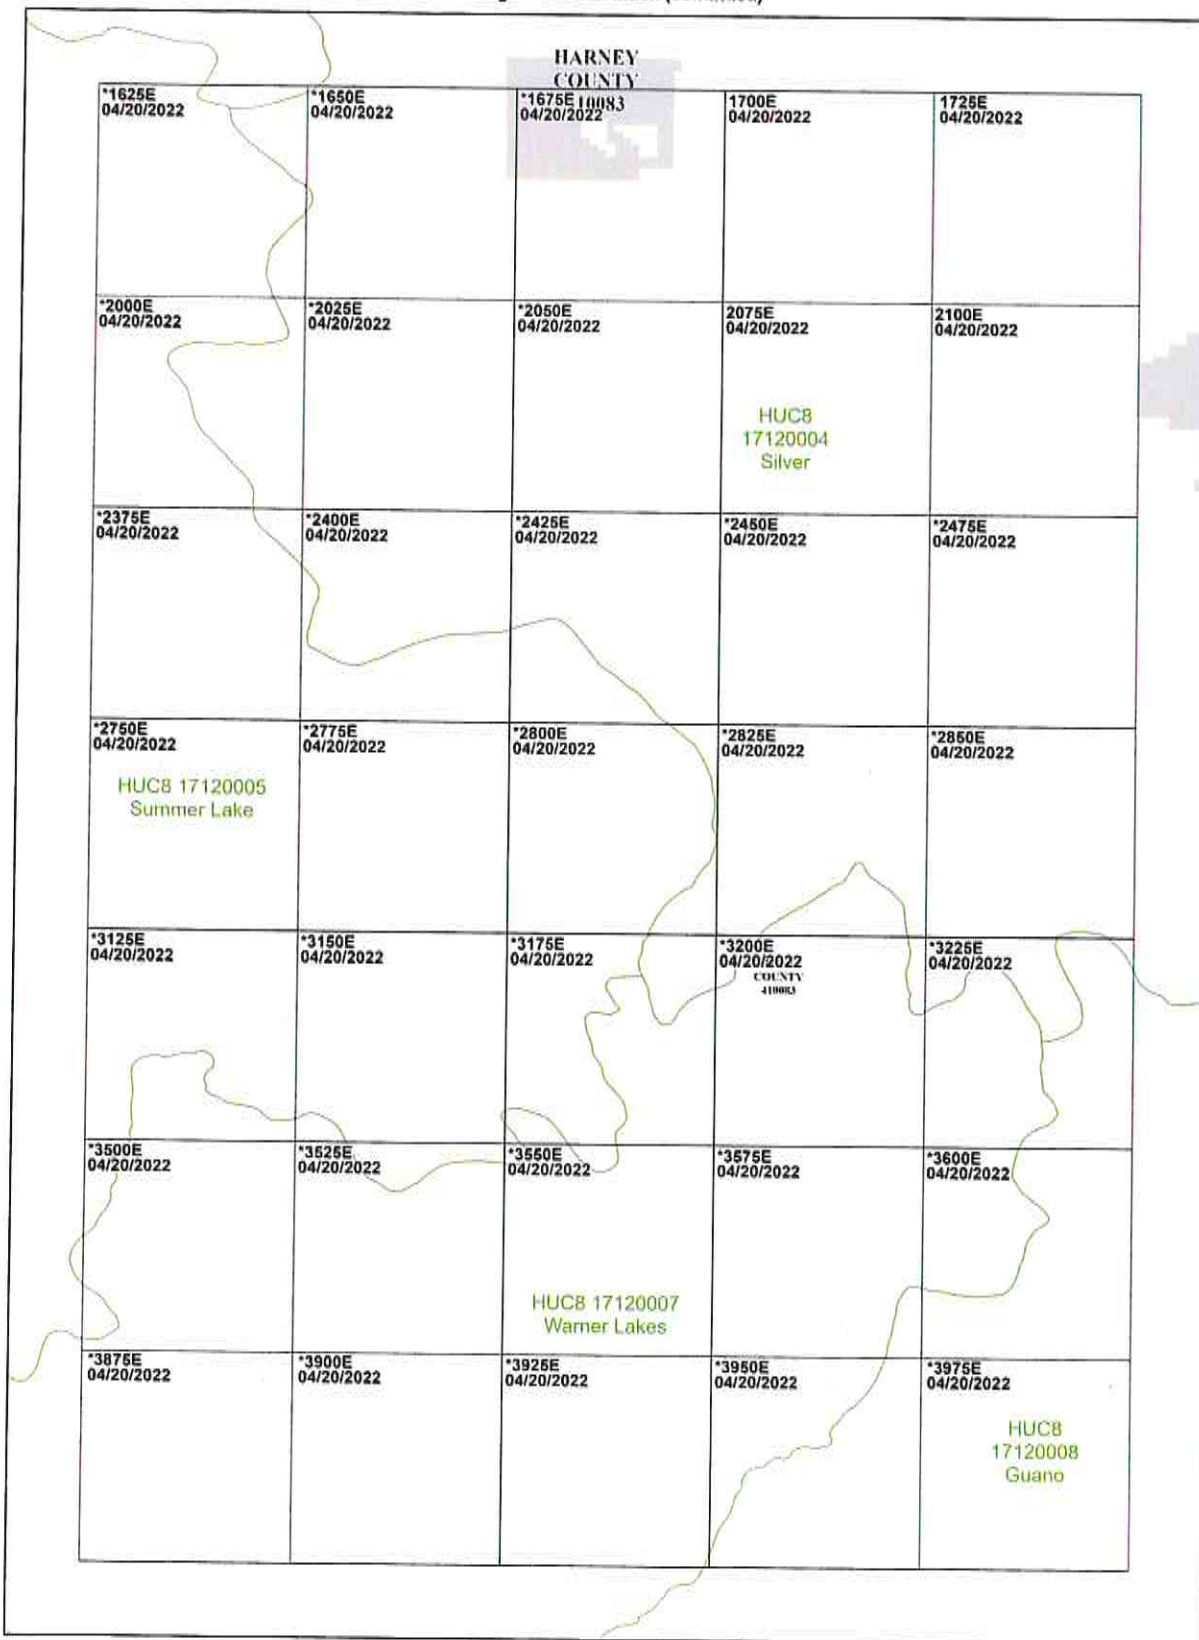 (continued)
HARNEY
COUNTY
10083
*1625E
04/20/2022
*1650E
04/20/2022
*1675E
04/20/2022
1700E
04/20/2022
1725E
04/20/2022
*2000E
04/20/2022
*2025E
04/20/2022
*2050E
04/20/2022
2075E
04/20/2022
2100E
04/20/2022
HUC8
17120004
Silver
*2375E
04/20/2022
*2400E
04/20/2022
*2425E
04/20/2022
*2450E
04/20/2022
*2475E
04/20/2022
*2750E
04/20/2022
*2775E
04/20/2022
*2800E
04/20/2022
*2825E
04/20/2022
*2850E
04/20/2022
HUC8 17120005
Summer Lake
*3125E
04/20/2022
*3150E
04/20/2022
*3175E
04/20/2022
*3200E
04/20/2022
COUNTY
410083
*3225E
04/20/2022
*3500E
04/20/2022
*3525E
04/20/2022
*3550E
04/20/2022
*3575E
04/20/2022
*3600E
04/20/2022
HUC8 17120007
Warner Lakes
*3875E
04/20/2022
*3900E
04/20/2022
*3925E
04/20/2022
*3950E
04/20/2022
*3975E
04/20/2022
HUC8
17120008
Guano